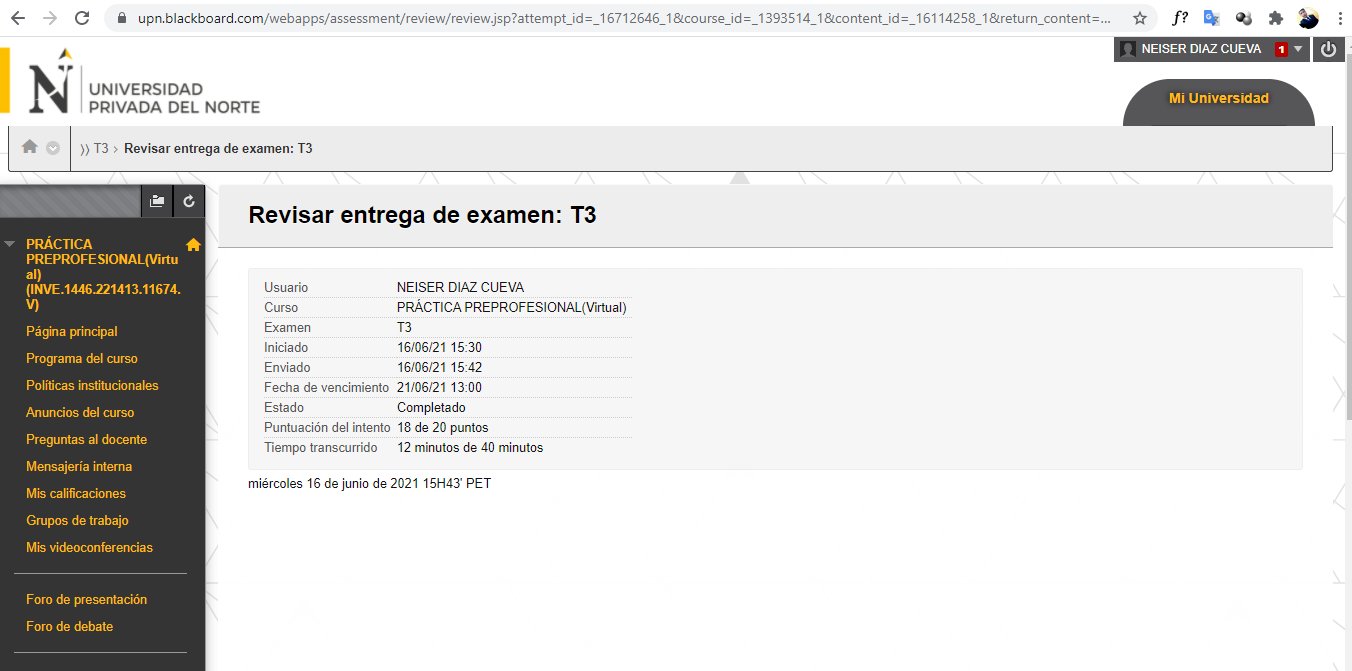 upn.blackboard.com/webapps/assessment/review/review.jsp?attempt_id=_16712646_1&course_id=_1393514_1&content_id=_16114258_1&return_content=...
f?
NEISER DIAZ CUEVA 1
N UNIVERSIDAD
PRIVADA DEL NORTE
Mi Universidad
⟩⟩ T3 › Revisar entrega de examen: T3
Revisar entrega de examen: T3
PRÁCTICA
PREPROFESIONAL(Virtu
al)
(INVE.1446.221413.11674.
V)
Página principal
Programa del curso
Políticas institucionales
Anuncios del curso
Preguntas al docente
Mensajería interna
Mis calificaciones
Grupos de trabajo
Mis videoconferencias
Foro de presentación
Foro de debate
Usuario NEISER DIAZ CUEVA
Curso PRÁCTICA PREPROFESIONAL(Virtual)
Examen T3
Iniciado 16/06/21 15:30
Enviado 16/06/21 15:42
Fecha de vencimiento 21/06/21 13:00
Estado Completado
Puntuación del intento 18 de 20 puntos
Tiempo transcurrido 12 minutos de 40 minutos
miércoles 16 de junio de 2021 15H43' PET